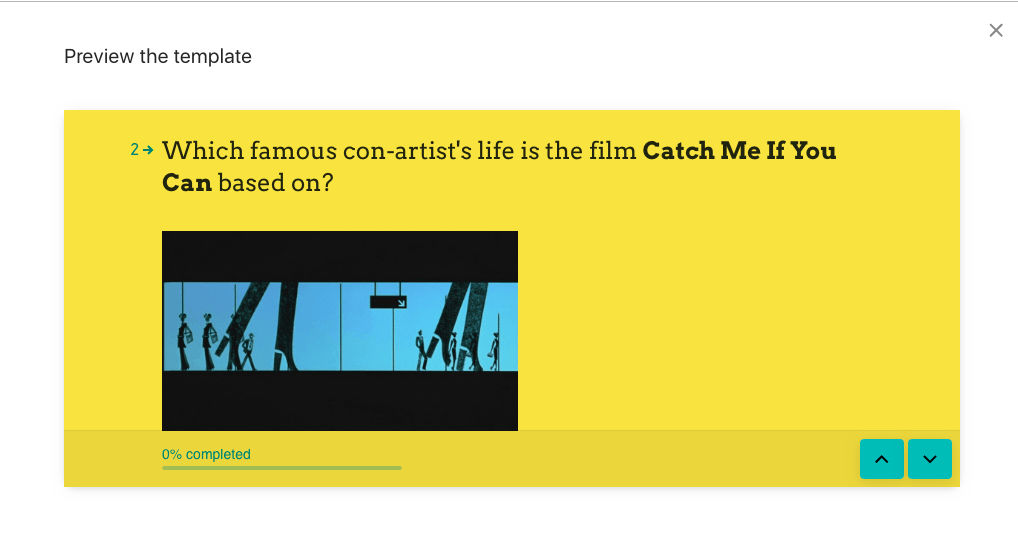 Preview the template
2 Which famous con-artist's life is the film Catch Me If You
Can based on?
0% completed